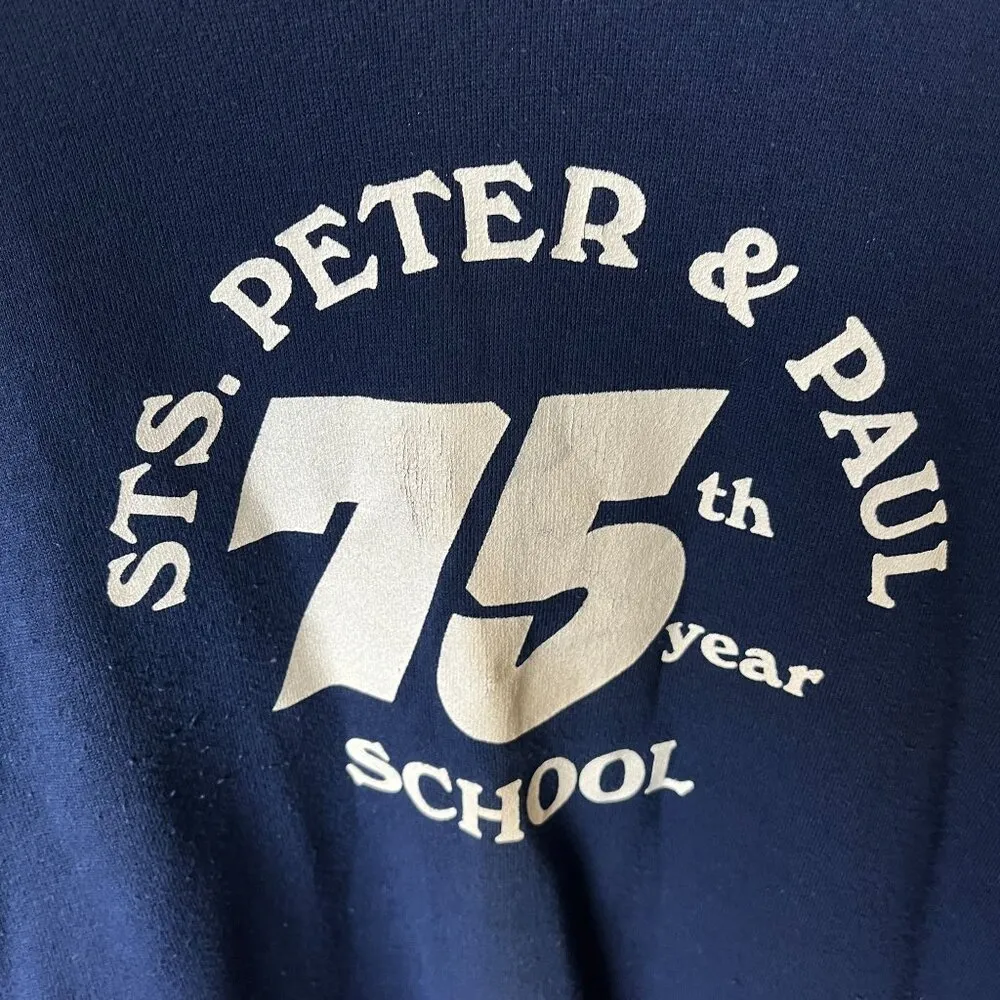 STS. PETER & PAUL
75th
year
SCHOOL